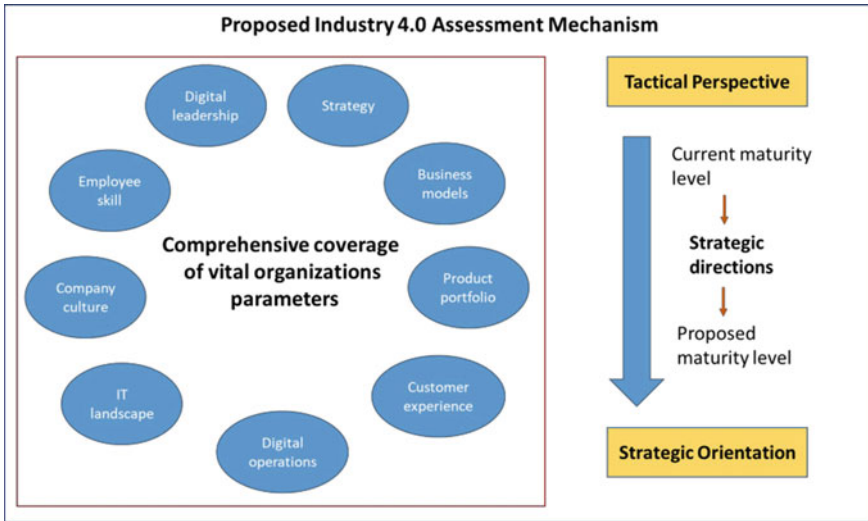 Proposed Industry 4.0 Assessment Mechanism
Digital
leadership
Strategy
Employee
skill
Business
models
Comprehensive coverage
of vital organizations
parameters
Company
culture
Product
portfolio
IT
landscape
Customer
experience
Digital
operations
Tactical Perspective
Current maturity
level
Strategic
directions
Proposed
maturity level
Strategic Orientation